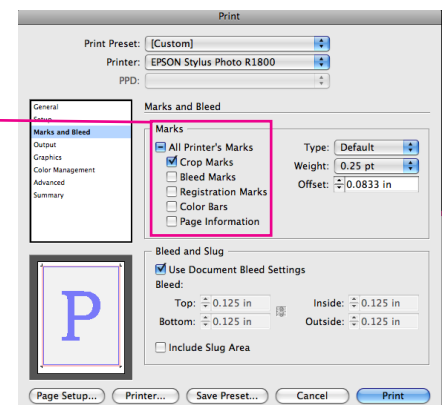 Print
Print Preset: [Custom]
Printer: EPSON Stylus Photo R1800
PPD:
General
Setup
Marks and Bleed
Output
Graphics
Color Management
Advanced
Summary
Marks and Bleed
Marks
All Printer's Marks
Crop Marks
Bleed Marks
Registration Marks
Color Bars
Page Information
Type: Default
Weight: 0.25 pt
Offset: 0.0833 in
Bleed and Slug
Use Document Bleed Settings
Bleed:
Top: 0.125 in Inside: 0.125 in
Bottom: 0.125 in Outside: 0.125 in
Include Slug Area
P
Page Setup... Printer... Save Preset... Cancel Print